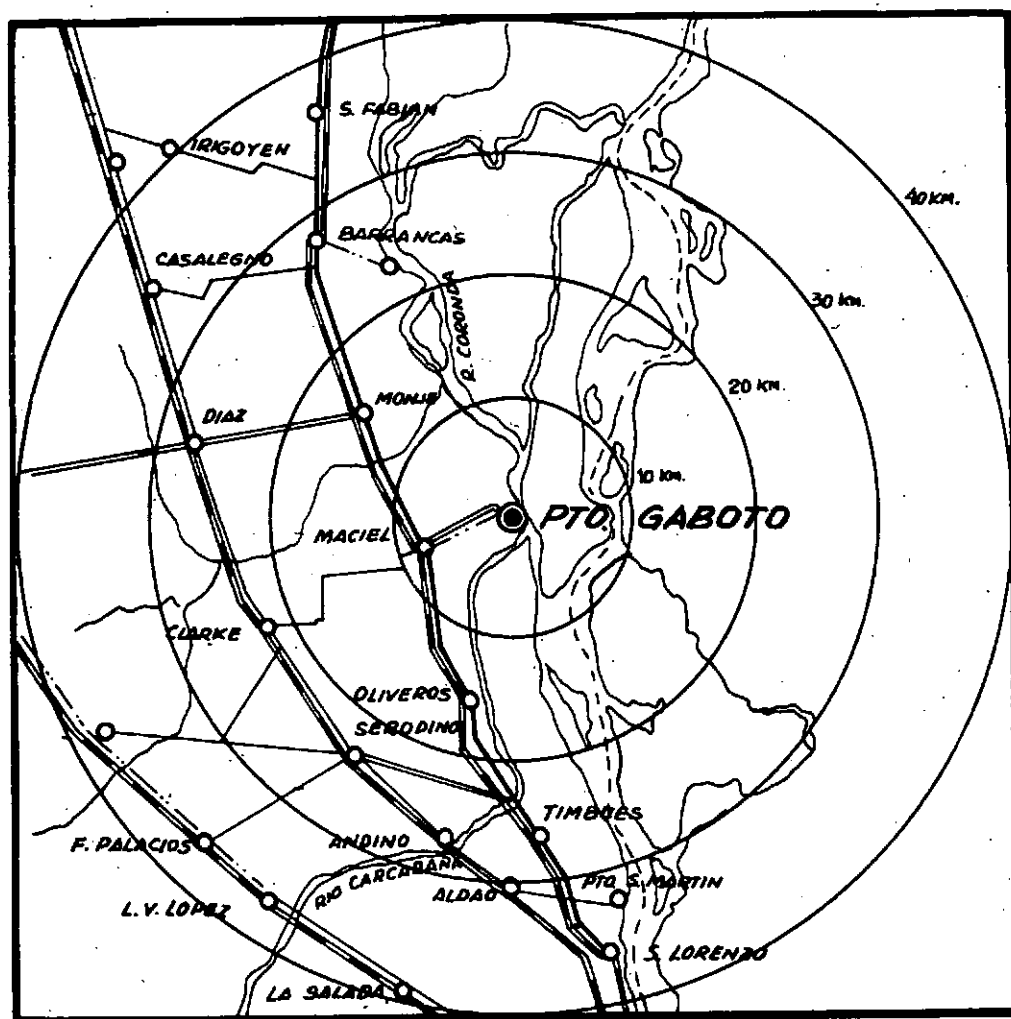 S. FABIAN
IRIGOYEN
40 KM.
BARRANCAS
CASALEGNO
R. CORONDA
30 KM.
20 KM.
MONJE
DIAZ
10 KM.
PTO. GABOTO
MACIEL
CLARKE
OLIVEROS
SERODINO
TIMBOES
ANDINO
F. PALACIOS
RIO CARCARAÑA
PTO. S. MARTIN
ALDAO
L. V. LOPEZ
S. LORENZO
LA SALADA